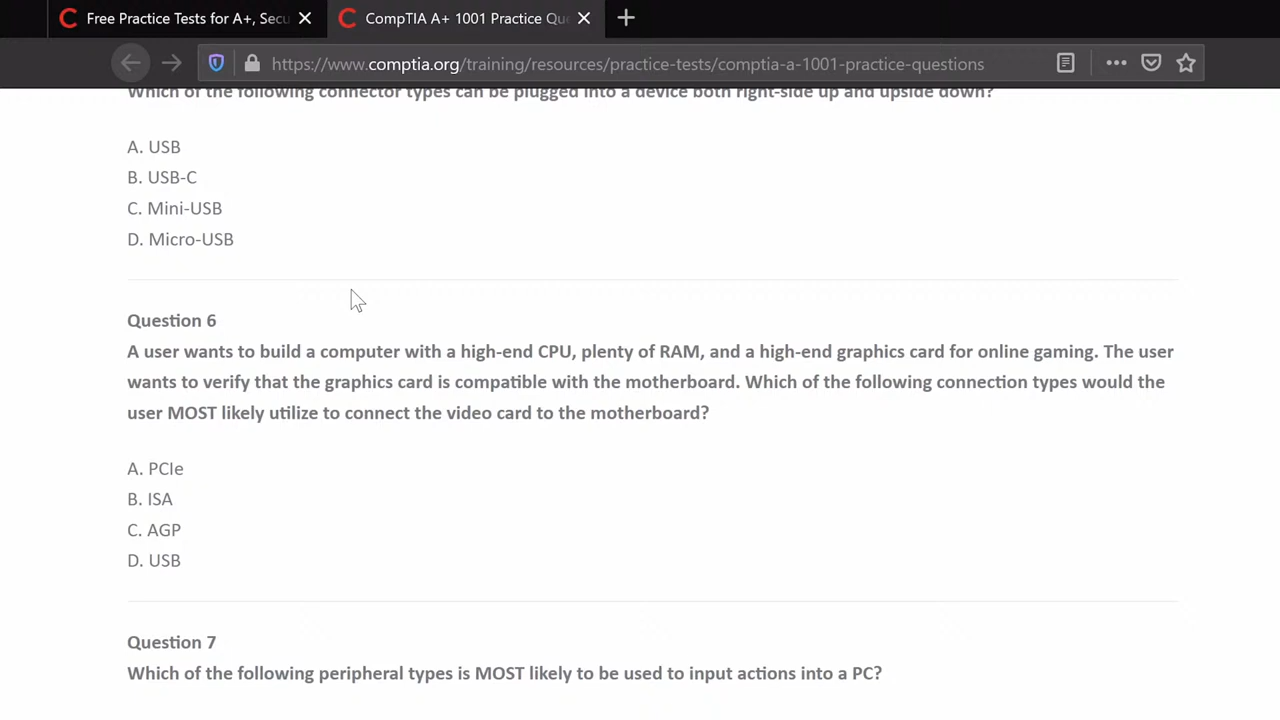 Free Practice Tests for A+, Secu
CompTIA A+ 1001 Practice Que
https://www.comptia.org/training/resources/practice-tests/comptia-a-1001-practice-questions
Which of the following connector types can be plugged into a device both right-side up and upside down?
A. USB
B. USB-C
C. Mini-USB
D. Micro-USB
Question 6
A user wants to build a computer with a high-end CPU, plenty of RAM, and a high-end graphics card for online gaming. The user
wants to verify that the graphics card is compatible with the motherboard. Which of the following connection types would the
user MOST likely utilize to connect the video card to the motherboard?
A. PCIe
B. ISA
C. AGP
D. USB
Question 7
Which of the following peripheral types is MOST likely to be used to input actions into a PC?